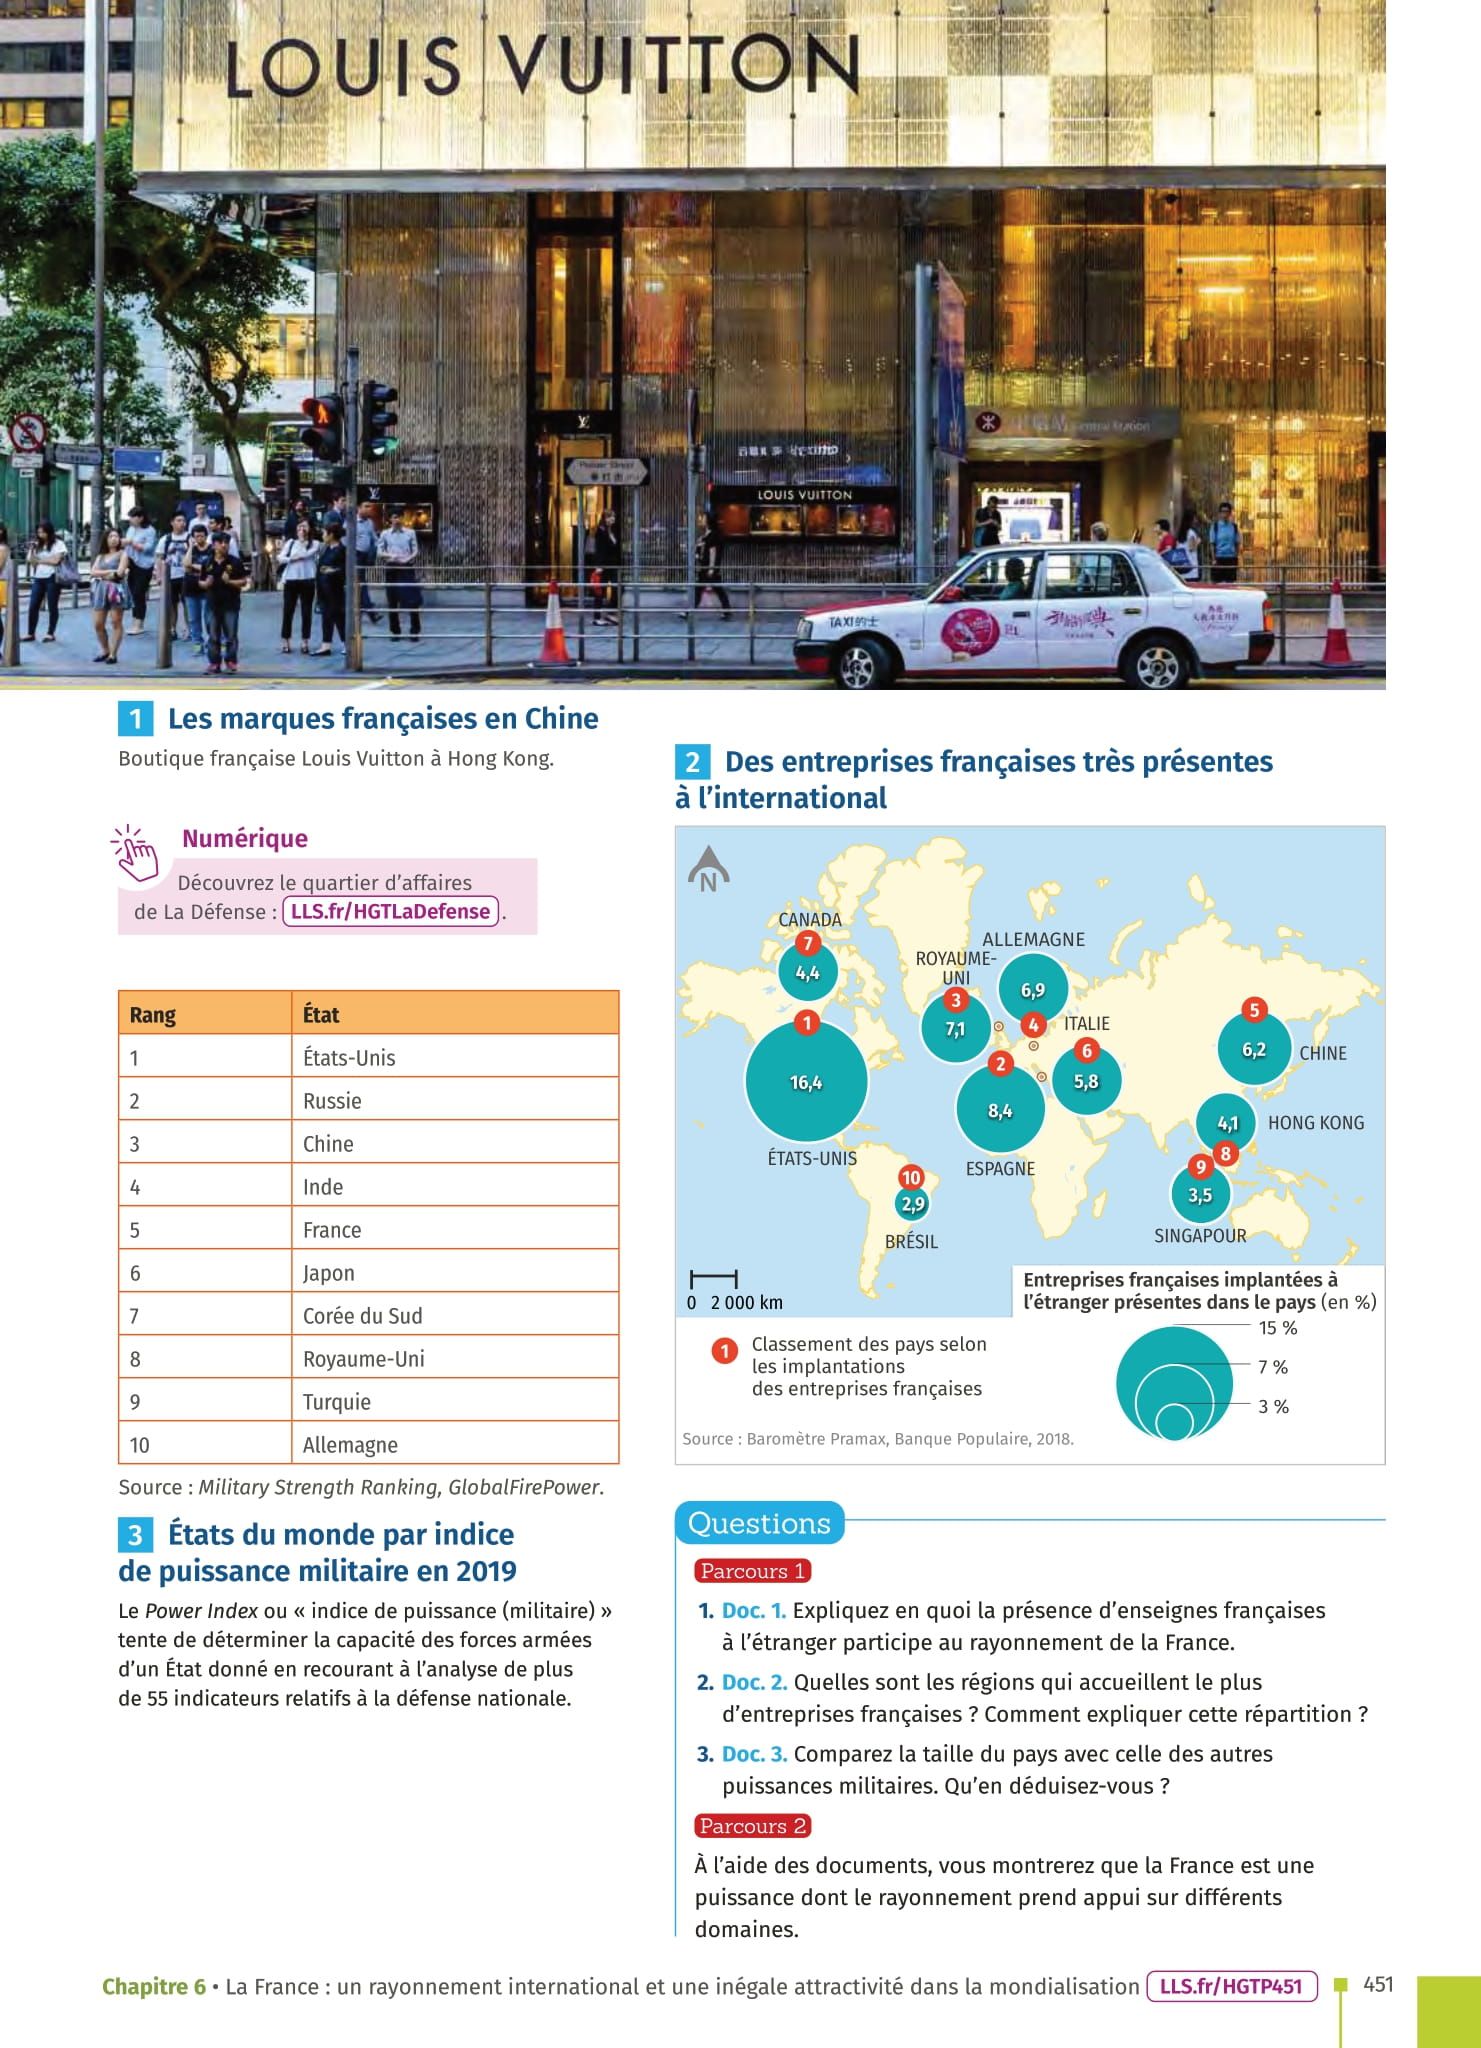 LOUIS VUITTON
LOUIS VUITTON
TAXI的士
1 Les marques françaises en Chine
Boutique française Louis Vuitton à Hong Kong.
Numérique
Découvrez le quartier d’affaires
de La Défense : LLS.fr/HGTLaDefense .
Rang État
1 États-Unis
2 Russie
3 Chine
4 Inde
5 France
6 Japon
7 Corée du Sud
8 Royaume-Uni
9 Turquie
10 Allemagne
Source : Military Strength Ranking, GlobalFirePower.
3 États du monde par indice
de puissance militaire en 2019
Le Power Index ou « indice de puissance (militaire) »
tente de déterminer la capacité des forces armées
d’un État donné en recourant à l’analyse de plus
de 55 indicateurs relatifs à la défense nationale.
2 Des entreprises françaises très présentes
à l’international
N
CANADA
7
4,4
1
16,4
ÉTATS-UNIS
ROYAUME-
UNI
3
7,1
ALLEMAGNE
6,9
4
ITALIE
6
5,8
2
8,4
ESPAGNE
5
6,2
CHINE
4,1
HONG KONG
8
9
3,5
SINGAPOUR
10
2,9
BRÉSIL
0 2 000 km
Entreprises françaises implantées à
l’étranger présentes dans le pays (en %)
15 %
7 %
3 %
1 Classement des pays selon
les implantations
des entreprises françaises
Source : Baromètre Pramax, Banque Populaire, 2018.
Questions
Parcours 1
1. Doc. 1. Expliquez en quoi la présence d’enseignes françaises
à l’étranger participe au rayonnement de la France.
2. Doc. 2. Quelles sont les régions qui accueillent le plus
d’entreprises françaises ? Comment expliquer cette répartition ?
3. Doc. 3. Comparez la taille du pays avec celle des autres
puissances militaires. Qu’en déduisez-vous ?
Parcours 2
À l’aide des documents, vous montrerez que la France est une
puissance dont le rayonnement prend appui sur différents
domaines.
Chapitre 6 • La France : un rayonnement international et une inégale attractivité dans la mondialisation LLS.fr/HGTP451 451